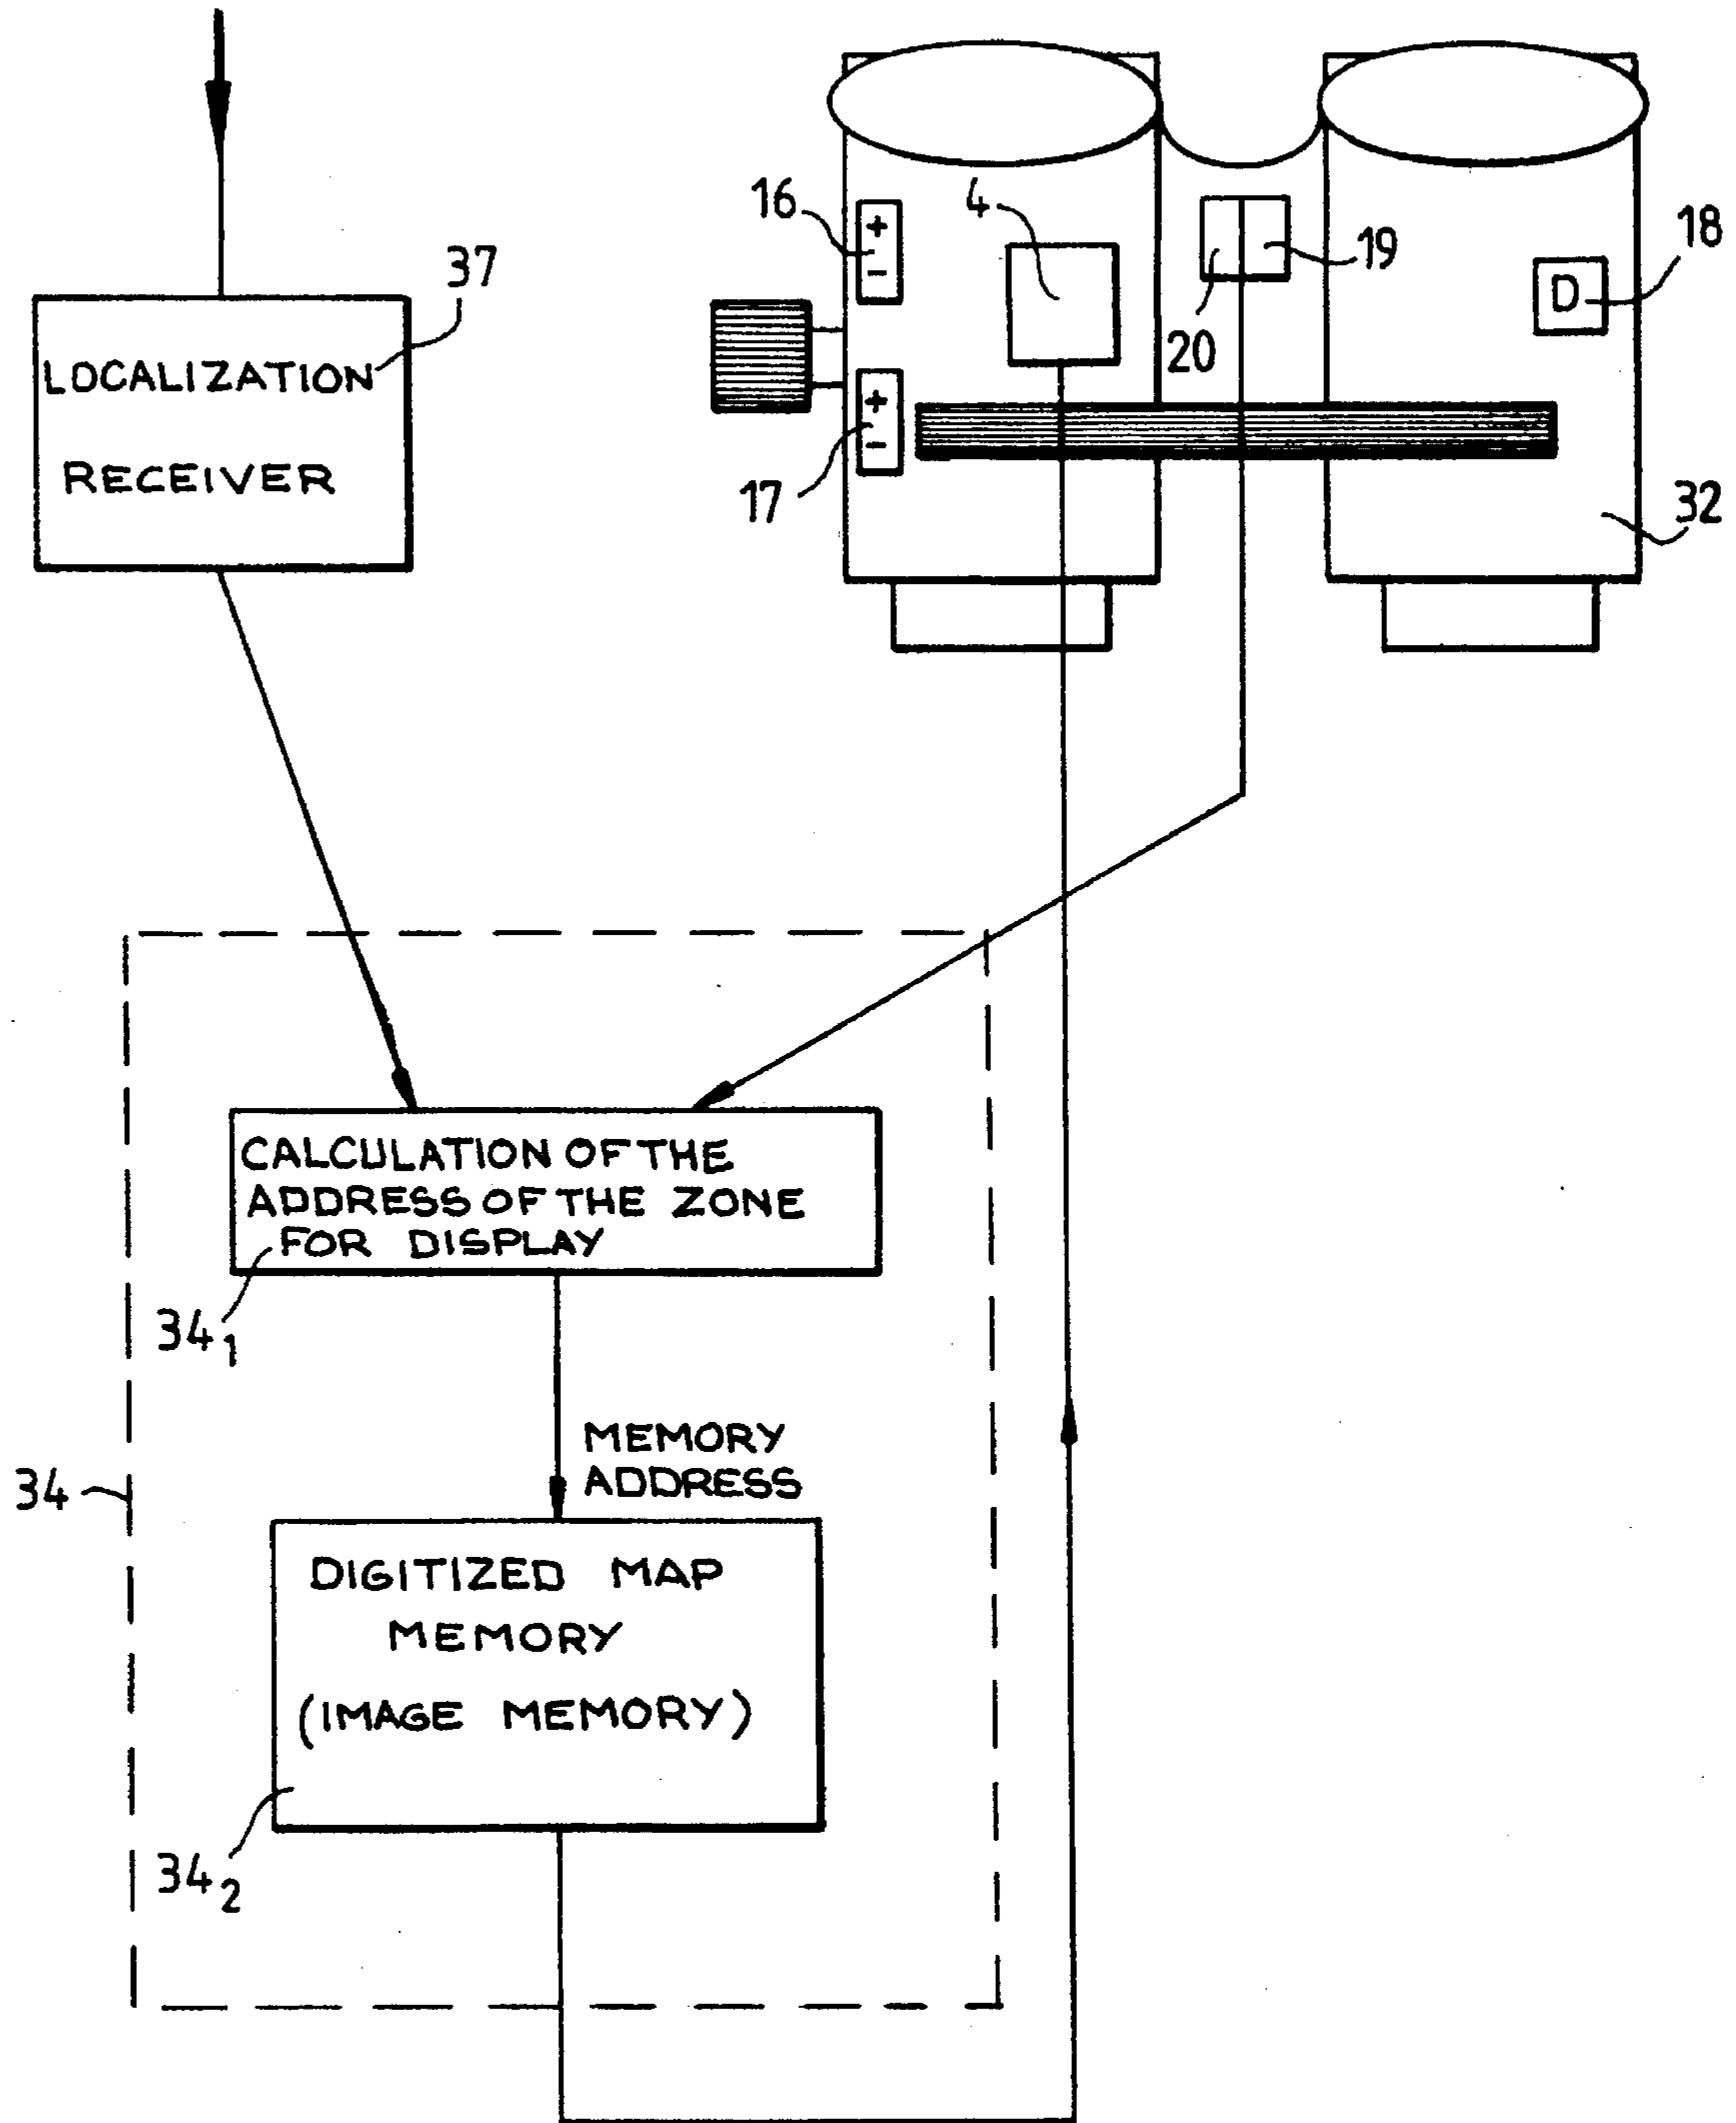 37
LOCALIZATION
RECEIVER
16
+
-
4
20
19
D
18
17
+
-
32
34
CALCULATION OF THE
ADDRESS OF THE ZONE
FOR DISPLAY
34₁
MEMORY
ADDRESS
DIGITIZED MAP
MEMORY
(IMAGE MEMORY)
34₂